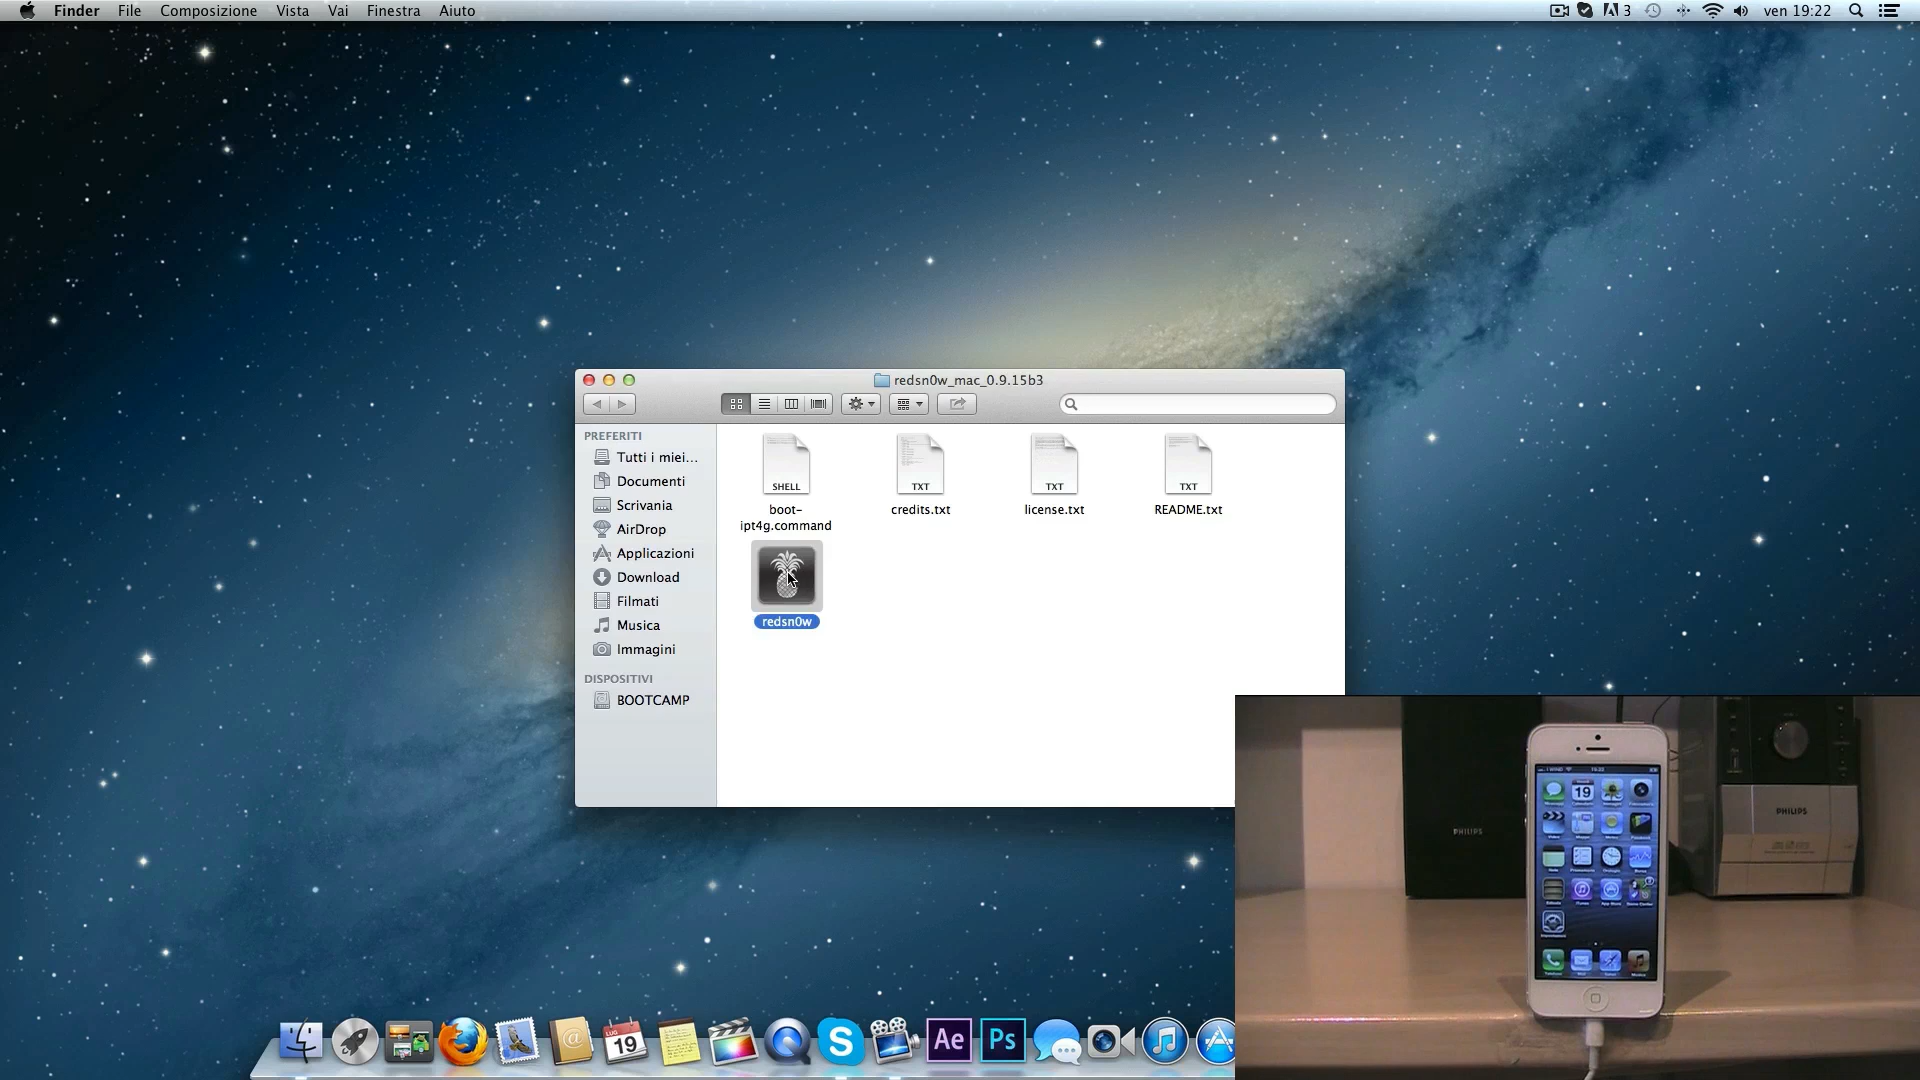 Finder File Composizione Vista Vai Finestra Aiuto
3 ven 19:22
redsn0w_mac_0.9.15b3
PREFERITI
Tutti i miei...
Documenti
Scrivania
AirDrop
Applicazioni
Download
Filmati
Musica
Immagini
DISPOSITIVI
BOOTCAMP
SHELL
boot-
ipt4g.command
TXT
credits.txt
TXT
license.txt
TXT
README.txt
redsn0w
PHILIPS
PHILIPS
19
LUG
19
Ae
Ps